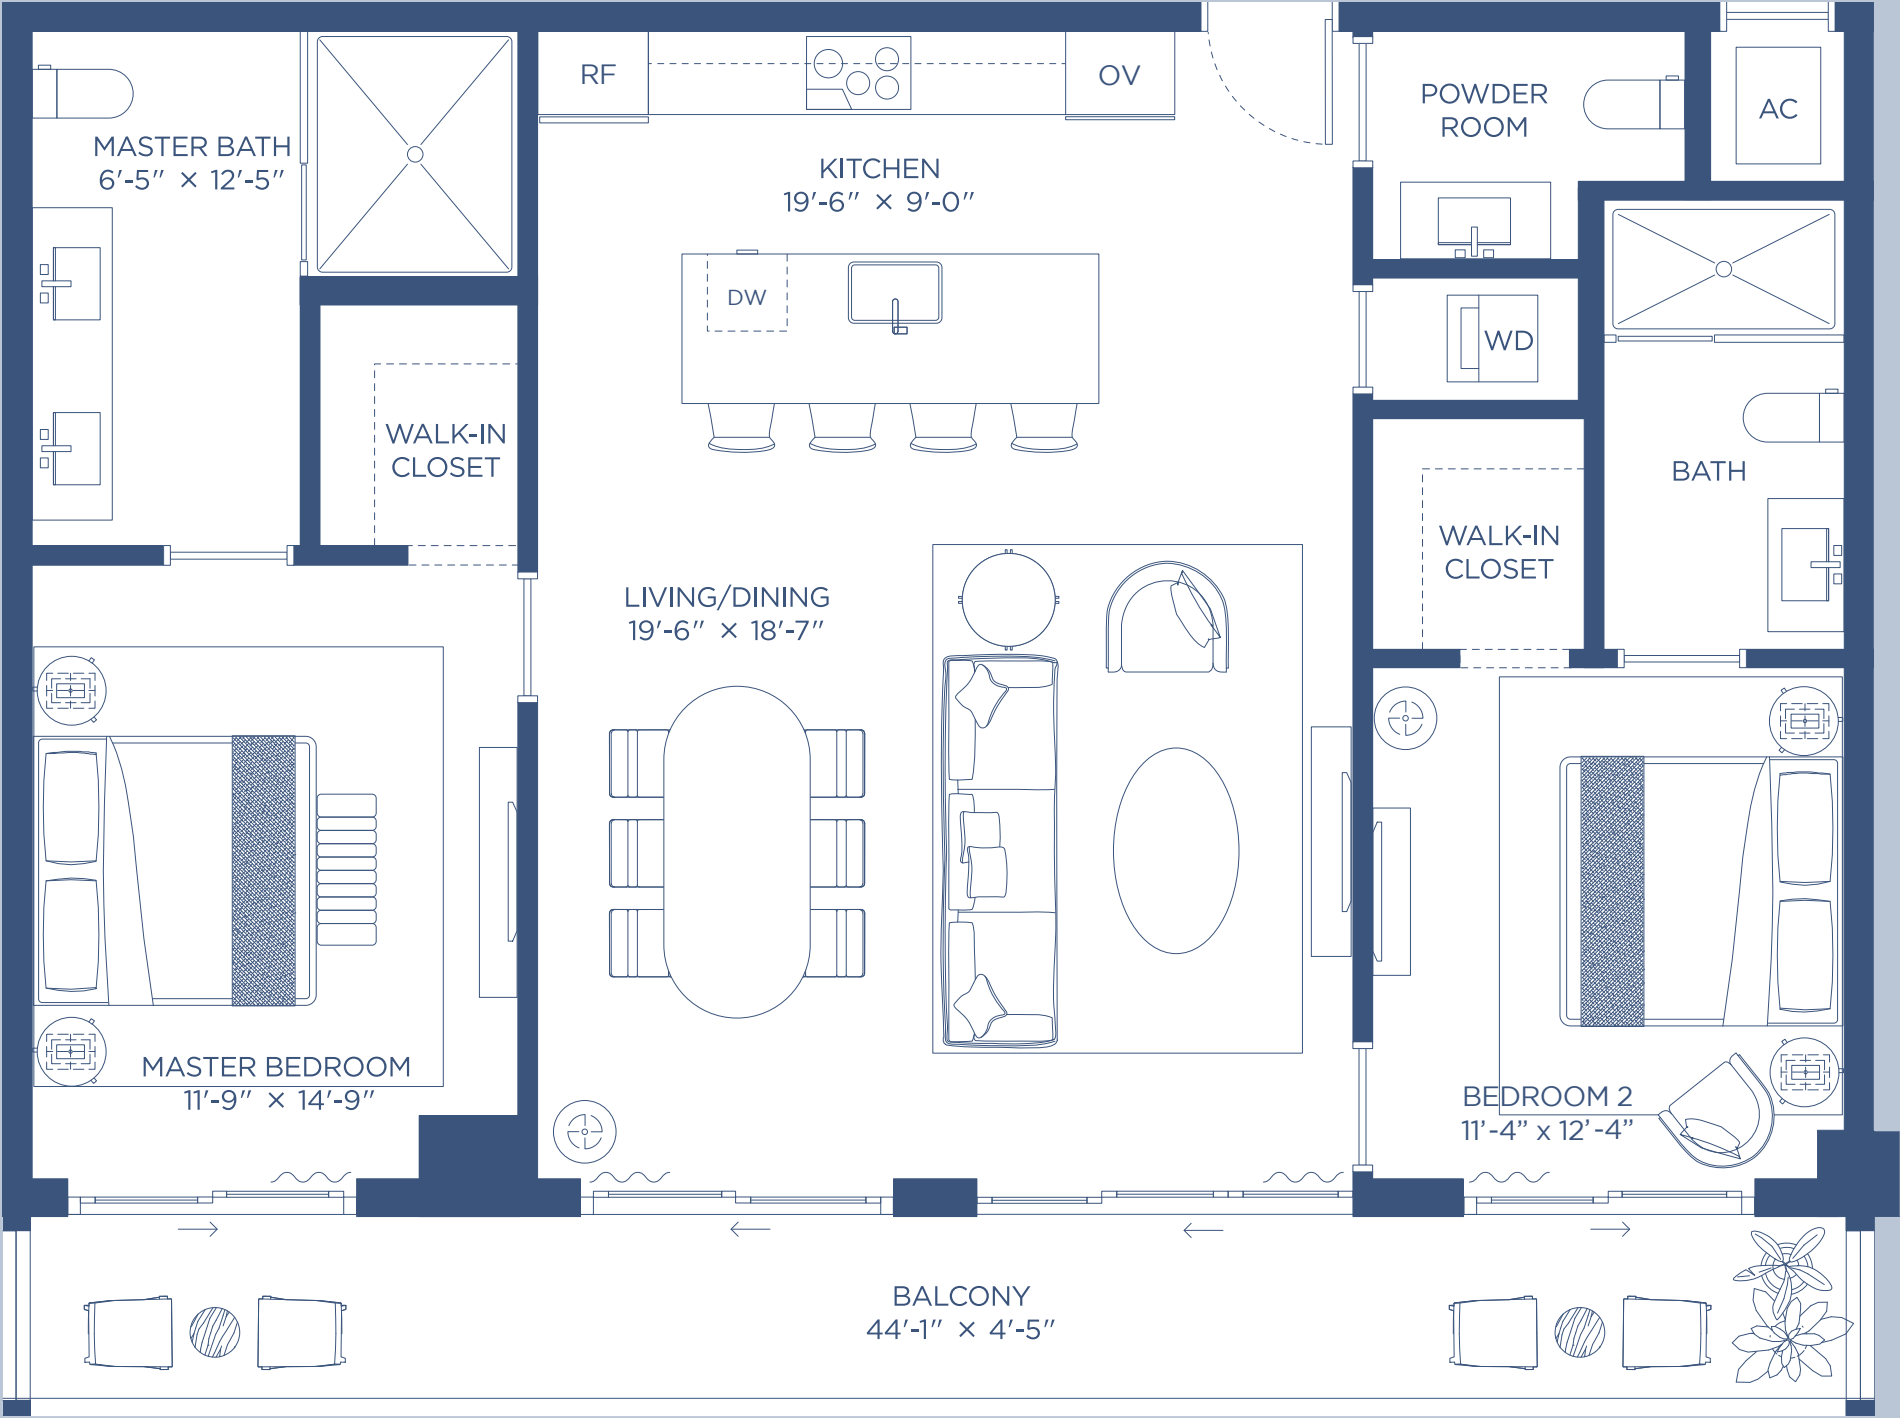 RF
OV
POWDER
ROOM
AC
MASTER BATH
6'-5" × 12'-5"
KITCHEN
19'-6" × 9'-0"
DW
WD
WALK-IN
CLOSET
BATH
WALK-IN
CLOSET
LIVING/DINING
19'-6" × 18'-7"
MASTER BEDROOM
11'-9" × 14'-9"
BEDROOM 2
11'-4” x 12'-4”
BALCONY
44'-1" × 4'-5"